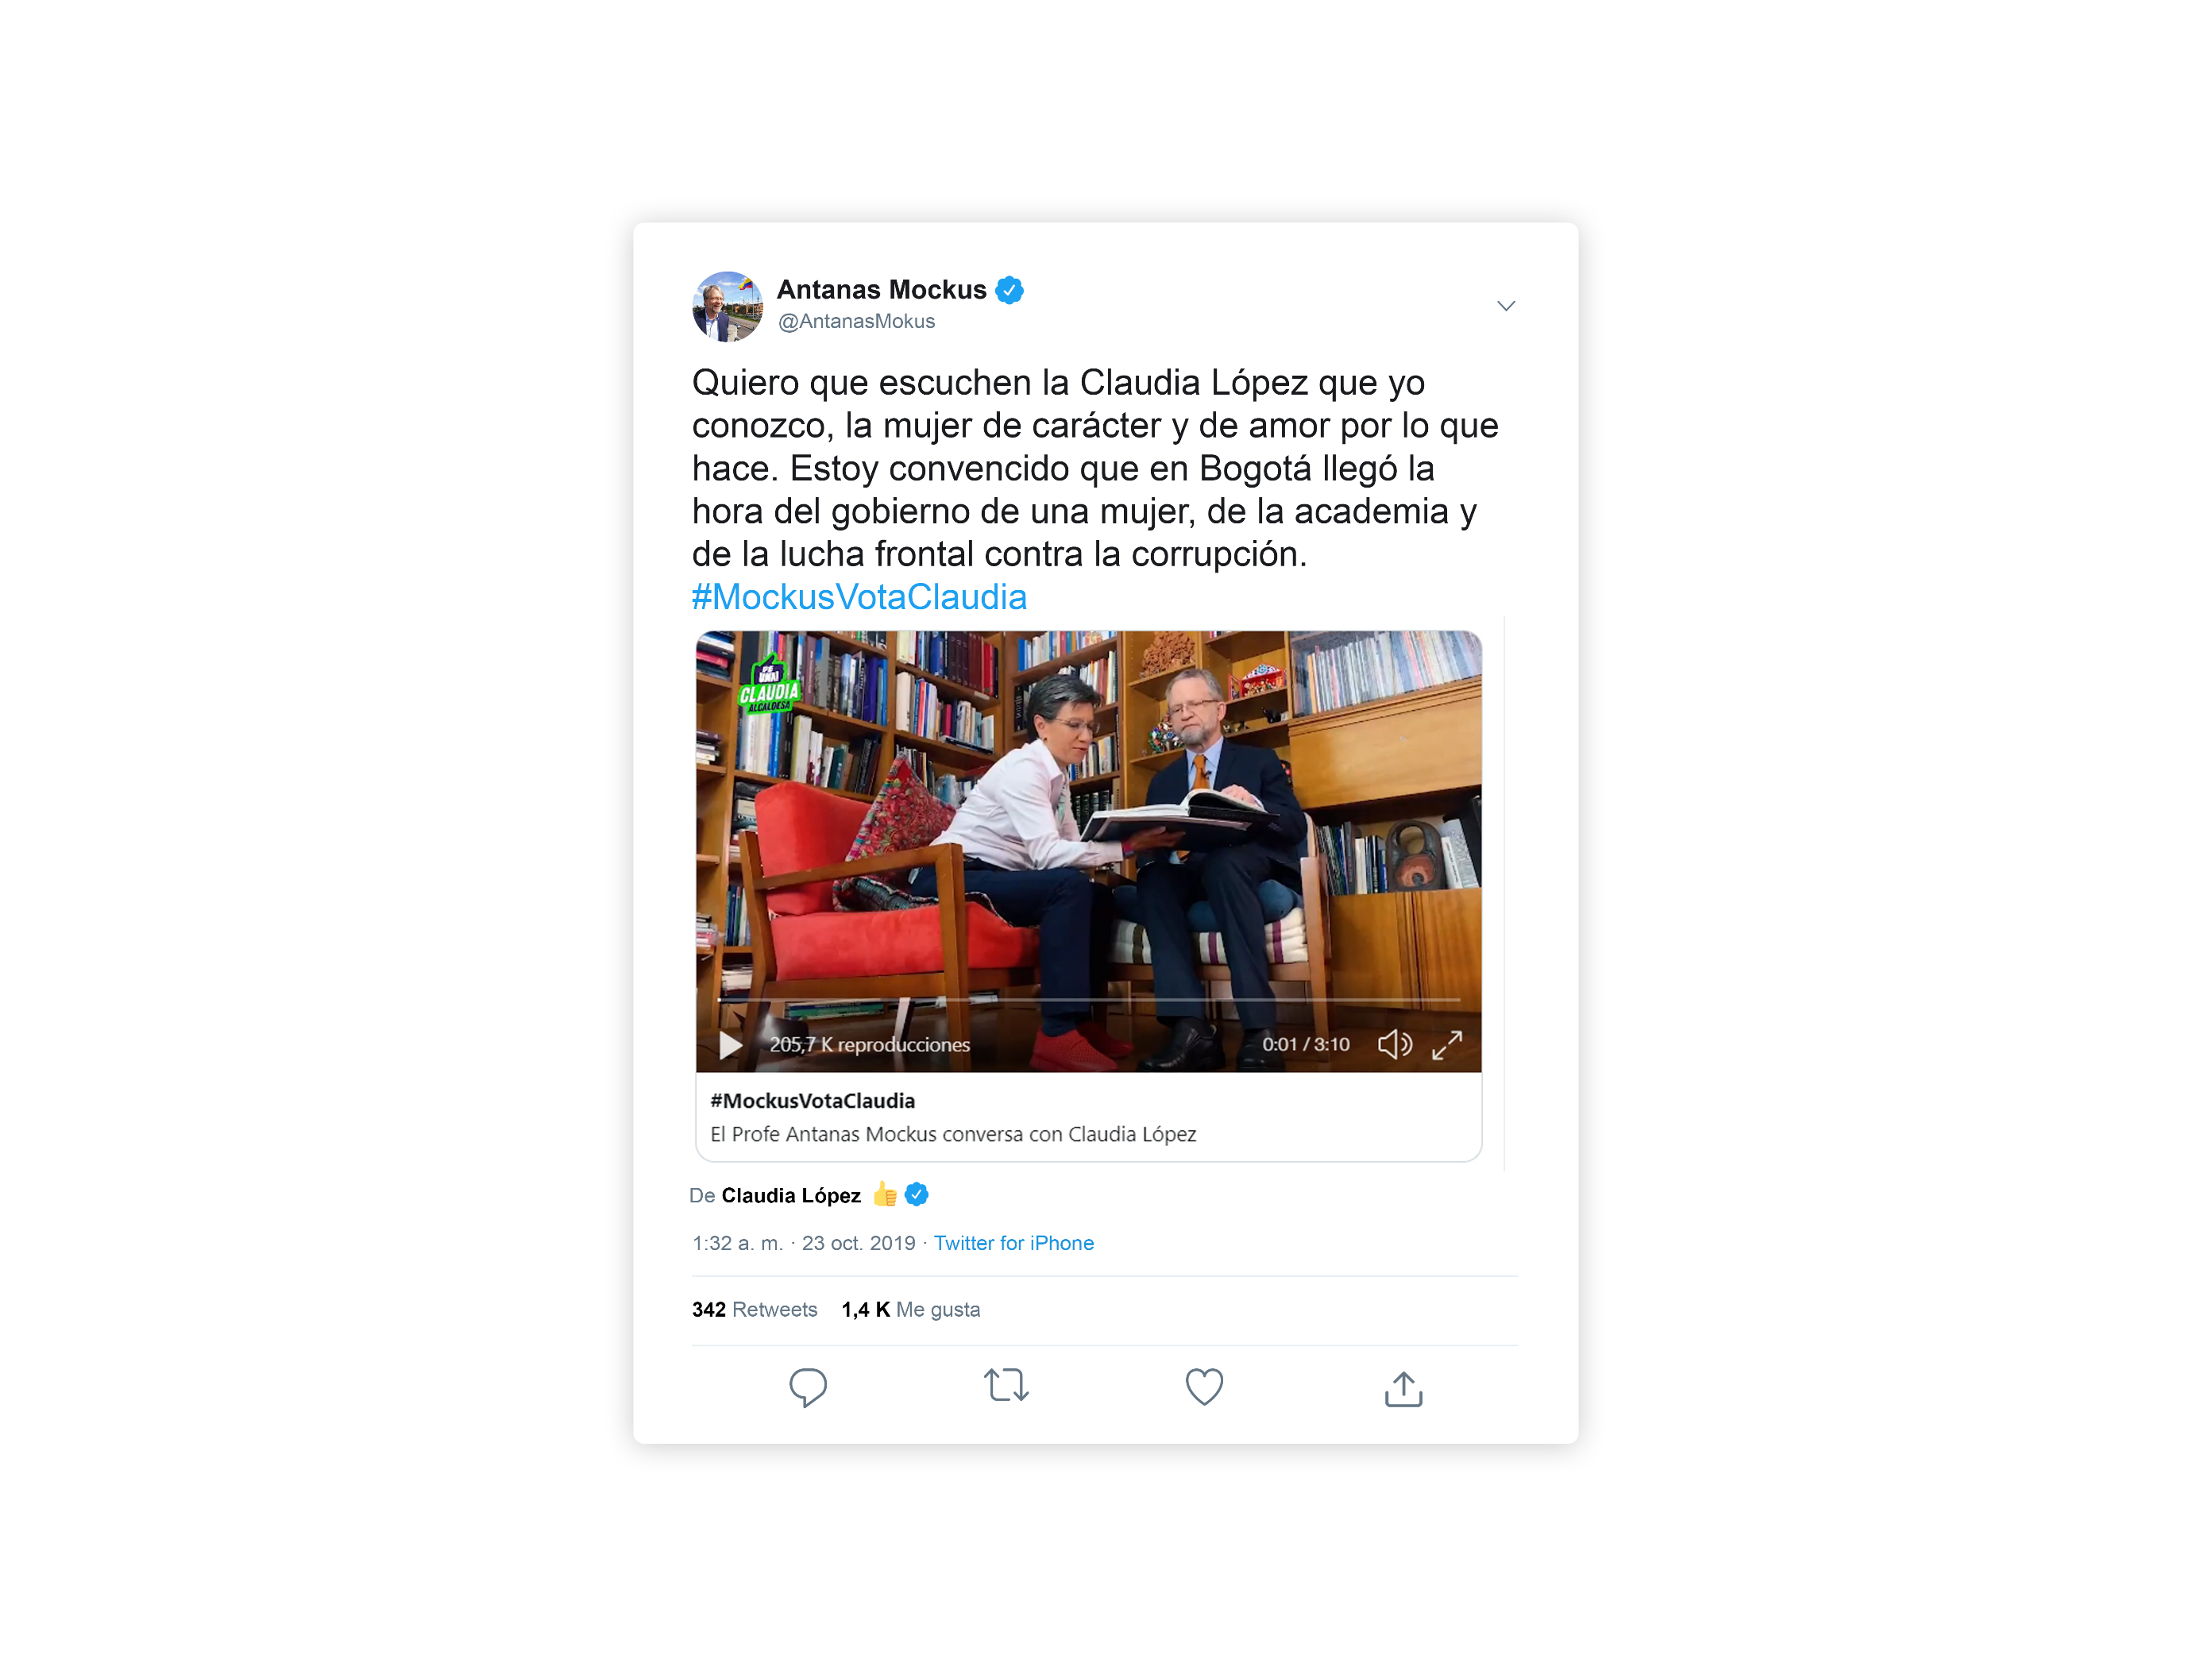 Antanas Mockus
@AntanasMokus
Quiero que escuchen la Claudia López que yo
conozco, la mujer de carácter y de amor por lo que
hace. Estoy convencido que en Bogotá llegó la
hora del gobierno de una mujer, de la academia y
de la lucha frontal contra la corrupción.
#MockusVotaClaudia
PS
UNA!
CLAUDIA
ALCALDESA
205,7 K reproducciones
0:01 / 3:10
#MockusVotaClaudia
El Profe Antanas Mockus conversa con Claudia López
De Claudia López 👍
1:32 a. m. · 23 oct. 2019 · Twitter for iPhone
342 Retweets 1,4 K Me gusta